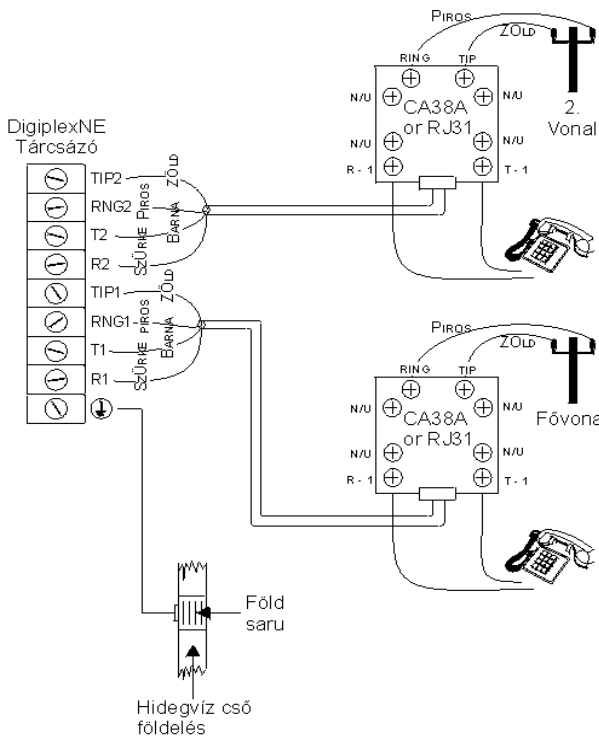 PIROS
ZÖLD
RING
TIP
N/U
N/U
CA38A
or RJ31
2.
Vonal
N/U
N/U
R - 1
T - 1
DigiplexNE
Tárcsázó
TIP2
ZÖLD
RNG2
PIROS
T2
BARNA
R2
SZÜRKE
TIP1
ZÖLD
RNG1
PIROS
T1
BARNA
R1
SZÜRKE
PIROS
ZÖLD
RING
TIP
N/U
N/U
CA38A
or RJ31
Fővona
N/U
N/U
R - 1
T - 1
Föld
saru
Hidegvíz cső
földelés